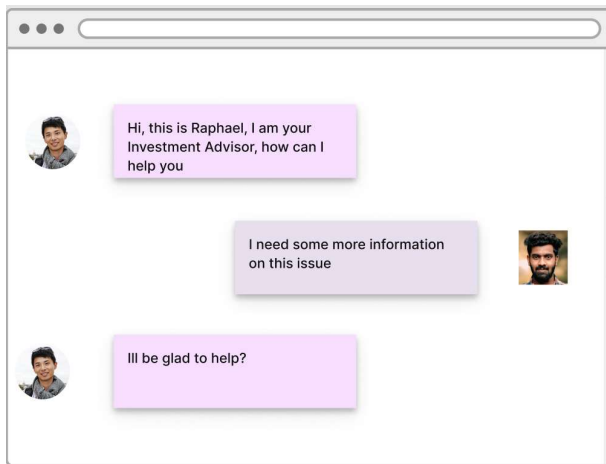 Hi, this is Raphael, I am your
Investment Advisor, how can I
help you
I need some more information
on this issue
Ill be glad to help?